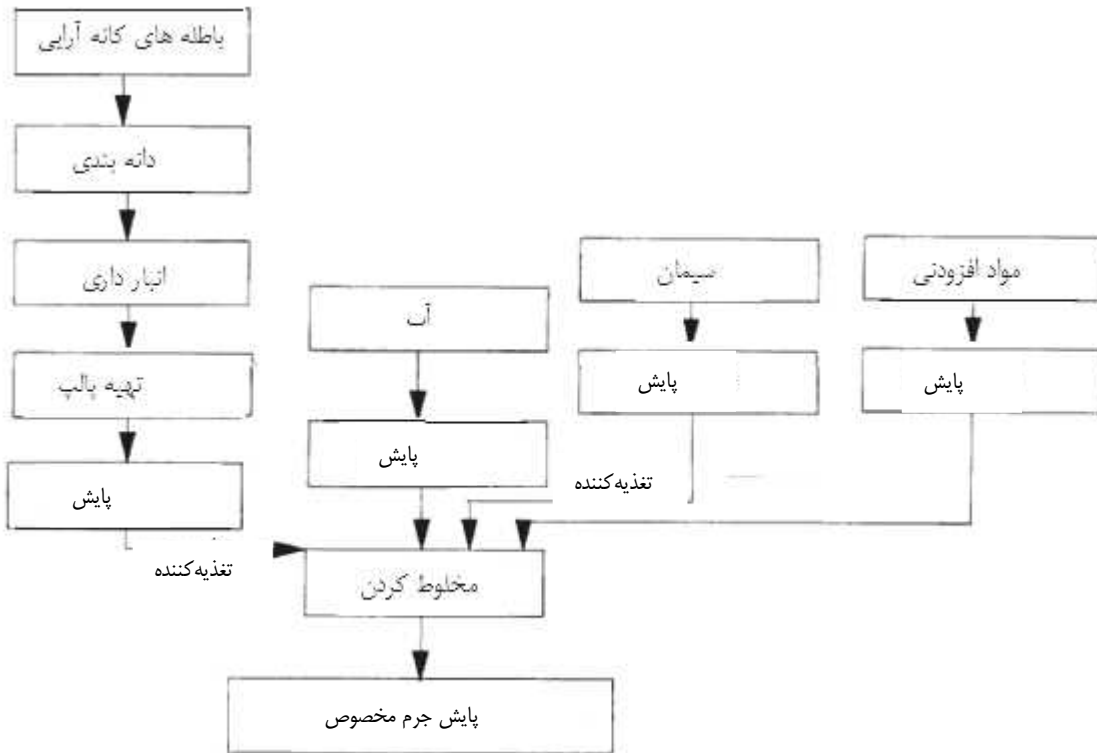 باطله های کانه آرایی
دانه بندی
انبار داری
تهیه پالپ
پایش
تغذیه کننده
آب
پایش
سیمان
پایش
تغذیه کننده
مواد افزودنی
پایش
مخلوط کردن
پایش جرم مخصوص